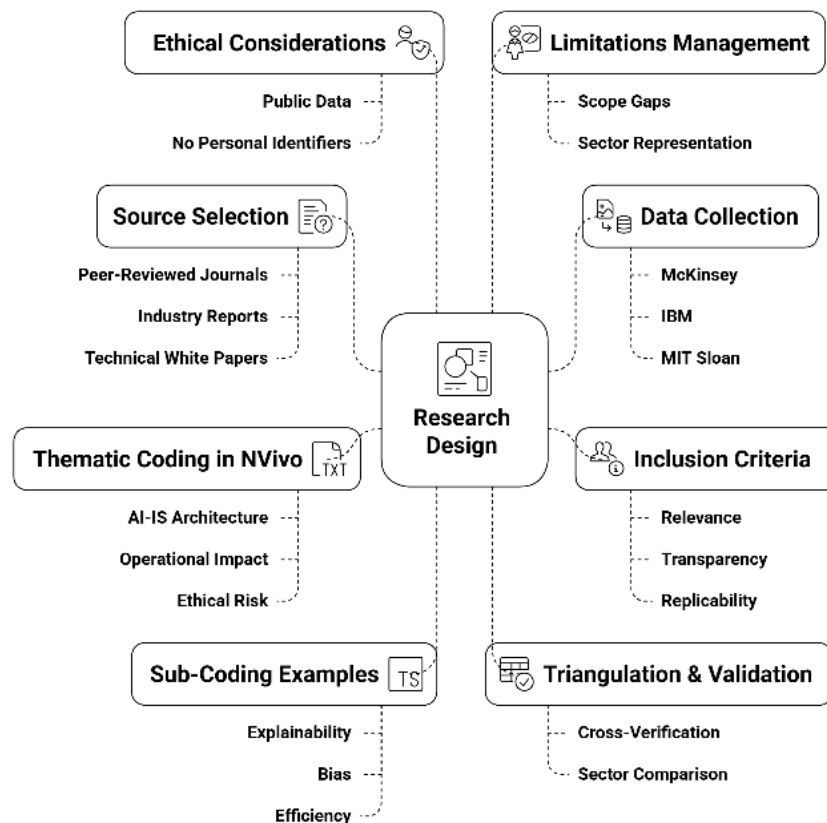 Ethical Considerations
Public Data
No Personal Identifiers
Limitations Management
Scope Gaps
Sector Representation
Source Selection
?
Peer-Reviewed Journals
Industry Reports
Technical White Papers
Data Collection
McKinsey
IBM
MIT Sloan
Research
Design
Thematic Coding in NVivo
TXT
AI-IS Architecture
Operational Impact
Ethical Risk
Inclusion Criteria
i
Relevance
Transparency
Replicability
Sub-Coding Examples
TS
Explainability
Bias
Efficiency
Triangulation & Validation
Cross-Verification
Sector Comparison